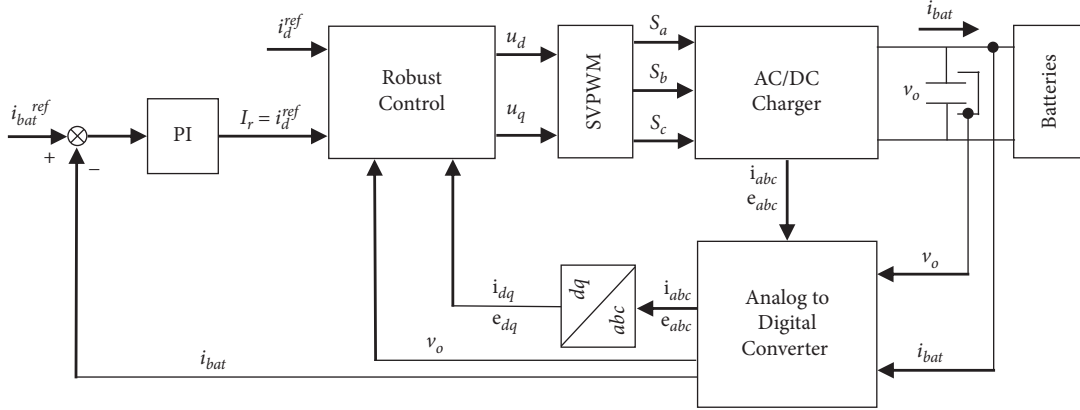 i_d^ref
i_bat^ref
+
−
PI
I_r = i_d^ref
Robust
Control
u_d
u_q
SVPWM
S_a
S_b
S_c
AC/DC
Charger
i_bat
v_o
Batteries
i_abc
e_abc
v_o
i_bat
Analog to
Digital
Converter
i_abc
e_abc
dq
abc
i_dq
e_dq
v_o
i_bat